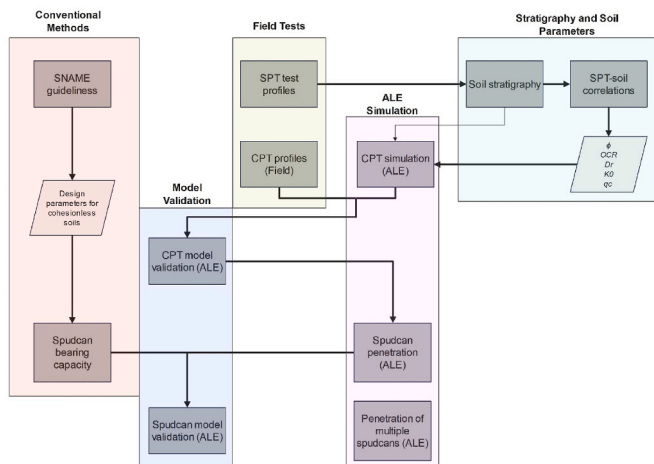 Conventional
Methods
SNAME
guideliness
Design
parameters for
cohesionless
soils
Spudcan
bearing
capacity
Model
Validation
CPT model
validation (ALE)
Spudcan model
validation (ALE)
Field Tests
SPT test
profiles
CPT profiles
(Field)
ALE
Simulation
CPT simulation
(ALE)
Spudcan
penetration
(ALE)
Penetration of
multiple
spudcans (ALE)
Stratigraphy and Soil
Parameters
Soil stratigraphy
SPT-soil
correlations
ϕ
OCR
Dr
K0
qc